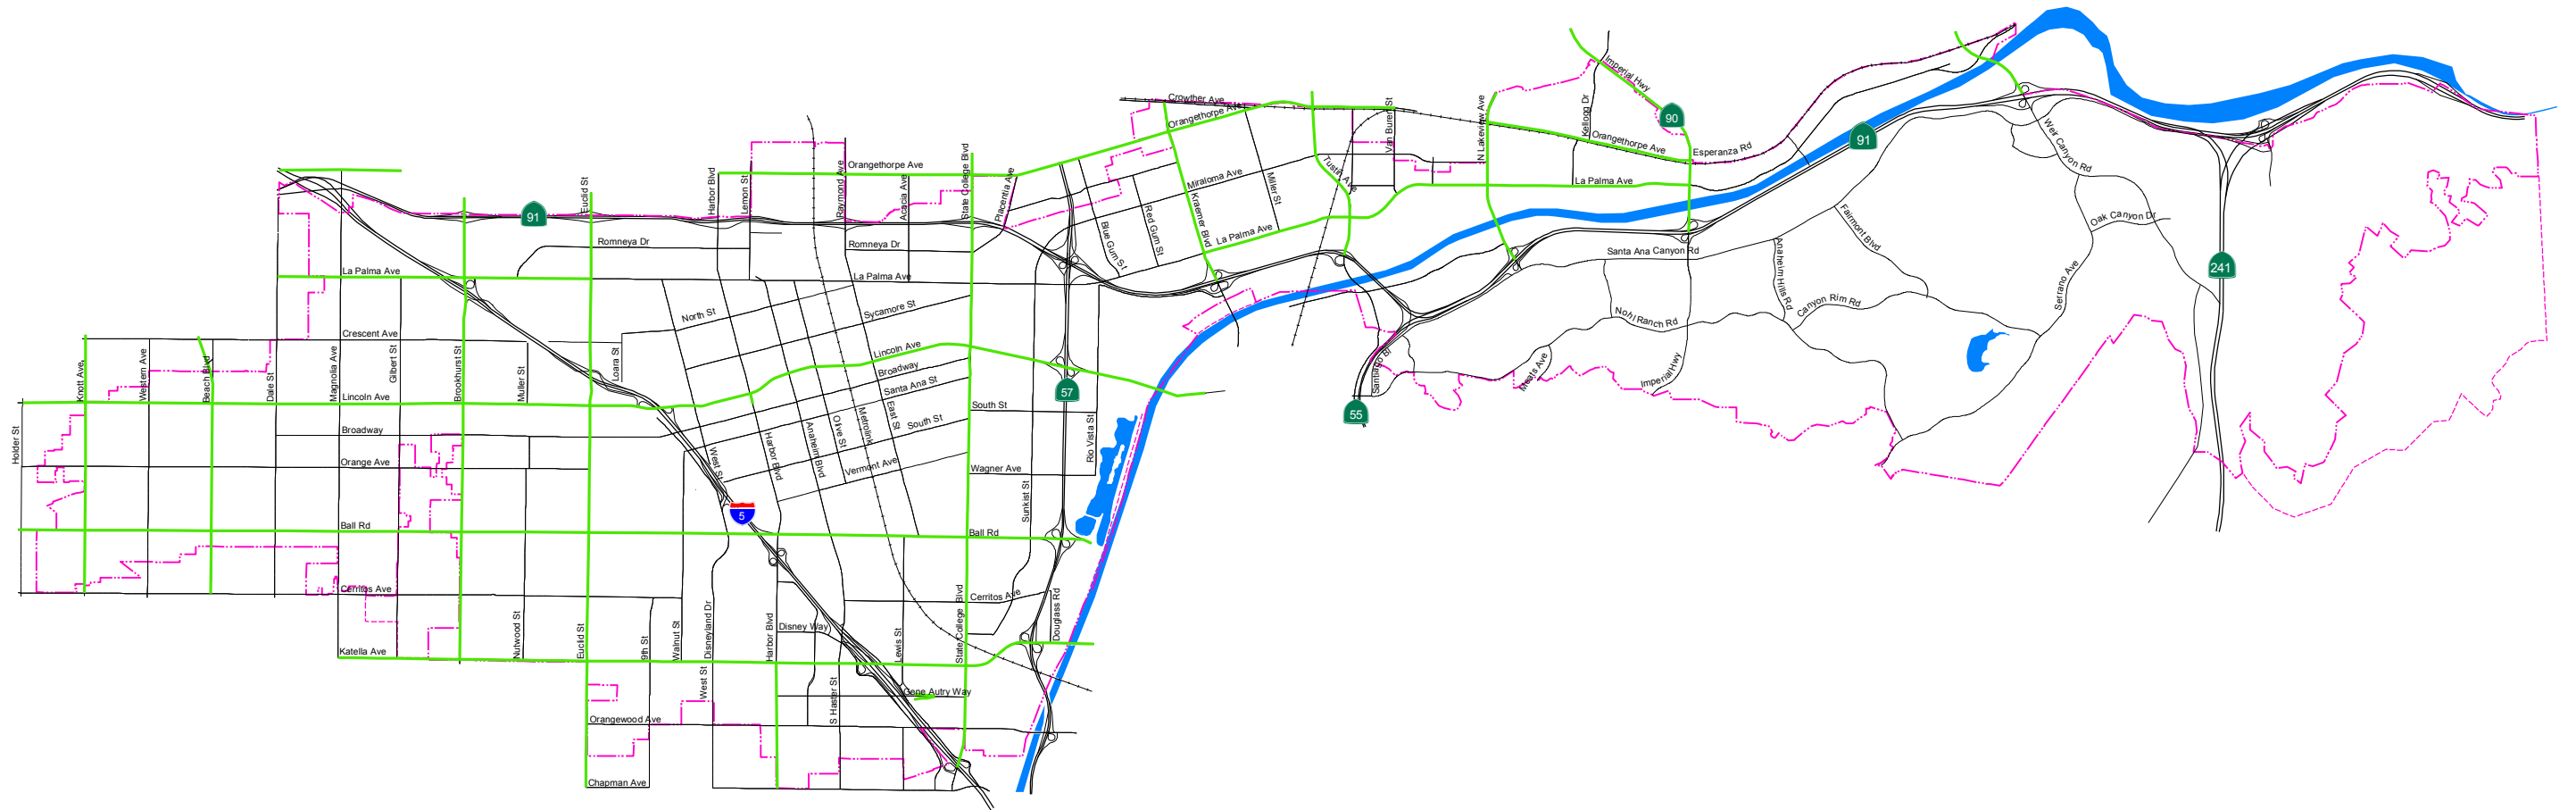 Imperial Hwy
90
Kellogg Dr
Crowther Ave
Orangethorpe Ave
Van Buren St
N Lakeview Ave
Orangethorpe Ave
Esperanza Rd
91
Weir Canyon Rd
Orangethorpe Ave
State College Blvd
Placentia Ave
Harbor Blvd
Lemon St
Raymond Ave
Acacia Ave
Euclid St
91
Miraloma Ave
Miller St
Tustin Ave
La Palma Ave
Kraemer Blvd
Red Gum St
Blue Gum St
La Palma Ave
Romneya Dr
Romneya Dr
Fairmont Blvd
Oak Canyon Dr
Santa Ana Canyon Rd
Anaheim Hills Rd
241
Serrano Ave
La Palma Ave
La Palma Ave
Canyon Rim Rd
Nohl Ranch Rd
North St
Sycamore St
Crescent Ave
Lincoln Ave
Broadway
Santa Ana St
Knott Ave
Western Ave
Beach Blvd
Dale St
Magnolia Ave
Gilbert St
Brookhurst St
Muller St
Loara St
57
Santiago Bl
55
Meats Ave
Imperial Hwy
Lincoln Ave
South St
Holder St
Broadway
Orange Ave
West St
Harbor Blvd
Anaheim Blvd
Olive St
Metrolink
East St
South St
Vermont Ave
Wagner Ave
Rio Vista St
Sunkist St
5
Ball Rd
Ball Rd
Cerritos Ave
Cerritos Ave
Douglass Rd
Nutwood St
Euclid St
9th St
Walnut St
Disneyland Dr
Harbor Blvd
Disney Way
Lewis St
State College Blvd
Katella Ave
West St
S Haster St
Gene Autry Way
Orangewood Ave
Chapman Ave